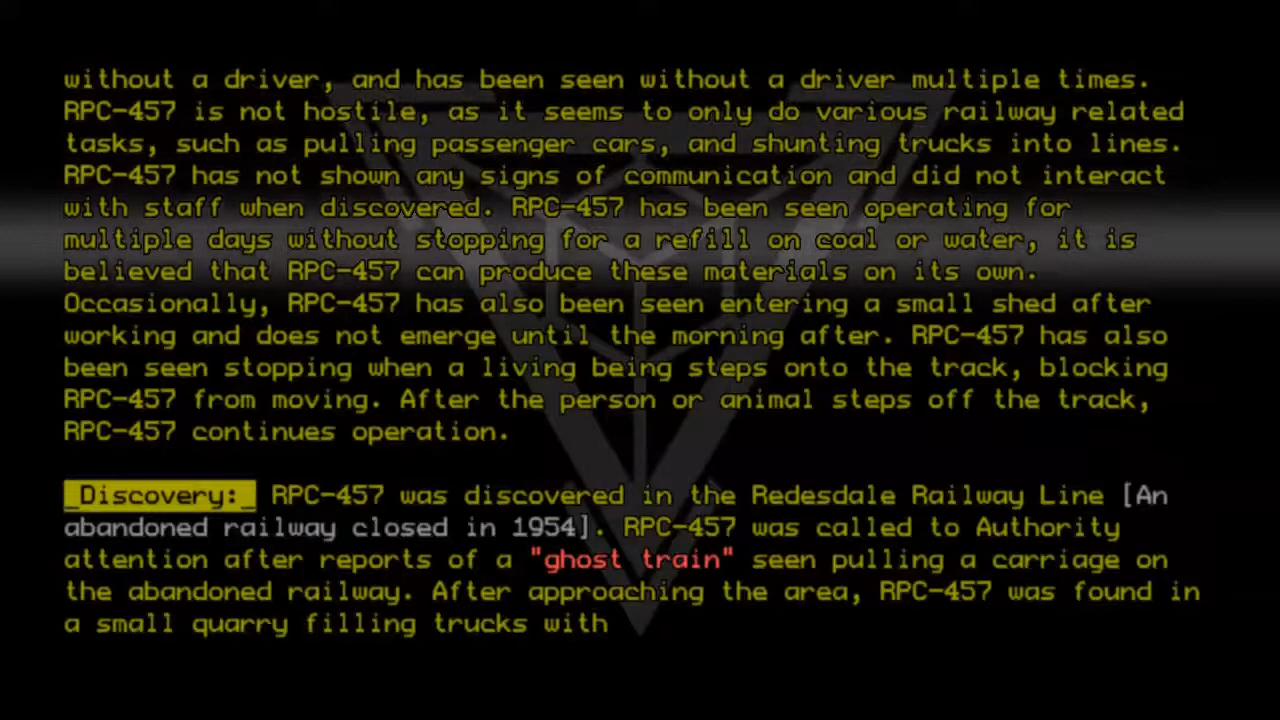 without a driver, and has been seen without a driver multiple times.
RPC-457 is not hostile, as it seems to only do various railway related
tasks, such as pulling passenger cars, and shunting trucks into lines.
RPC-457 has not shown any signs of communication and did not interact
with staff when discovered. RPC-457 has been seen operating for
multiple days without stopping for a refill on coal or water, it is
believed that RPC-457 can produce these materials on its own.
Occasionally, RPC-457 has also been seen entering a small shed after
working and does not emerge until the morning after. RPC-457 has also
been seen stopping when a living being steps onto the track, blocking
RPC-457 from moving. After the person or animal steps off the track,
RPC-457 continues operation.
_Discovery:_ RPC-457 was discovered in the Redesdale Railway Line [An
abandoned railway closed in 1954]. RPC-457 was called to Authority
attention after reports of a "ghost train" seen pulling a carriage on
the abandoned railway. After approaching the area, RPC-457 was found in
a small quarry filling trucks with